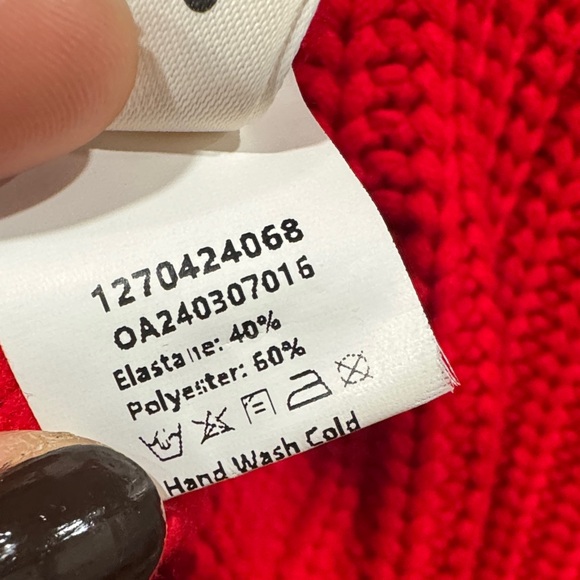 1270424068
OA240307016
Elastane: 40%
Polyester: 60%
Hand Wash Cold